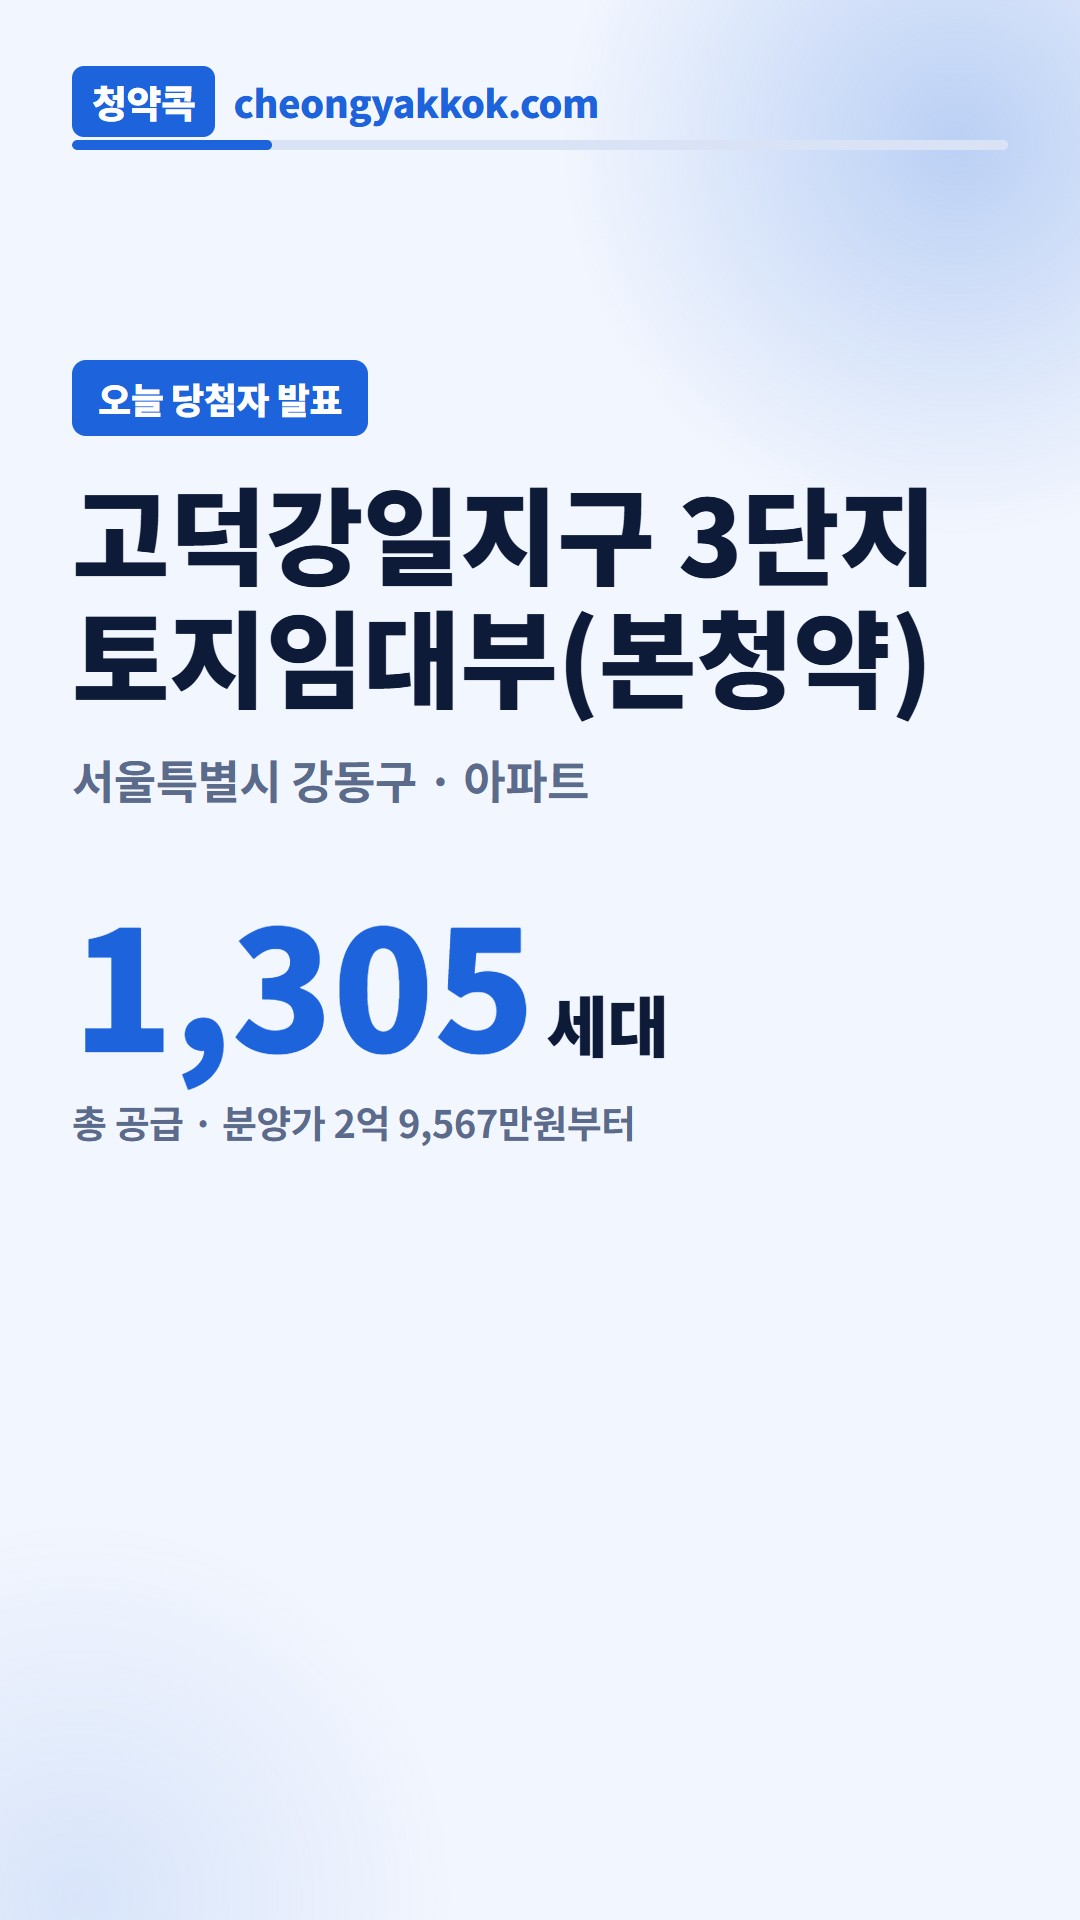 청약콕 cheongyakkok.com
오늘 당첨자 발표
고덕강일지구 3단지
토지임대부(본청약)
서울특별시 강동구 · 아파트
1,305 세대
총 공급 · 분양가 2억 9,567만원부터